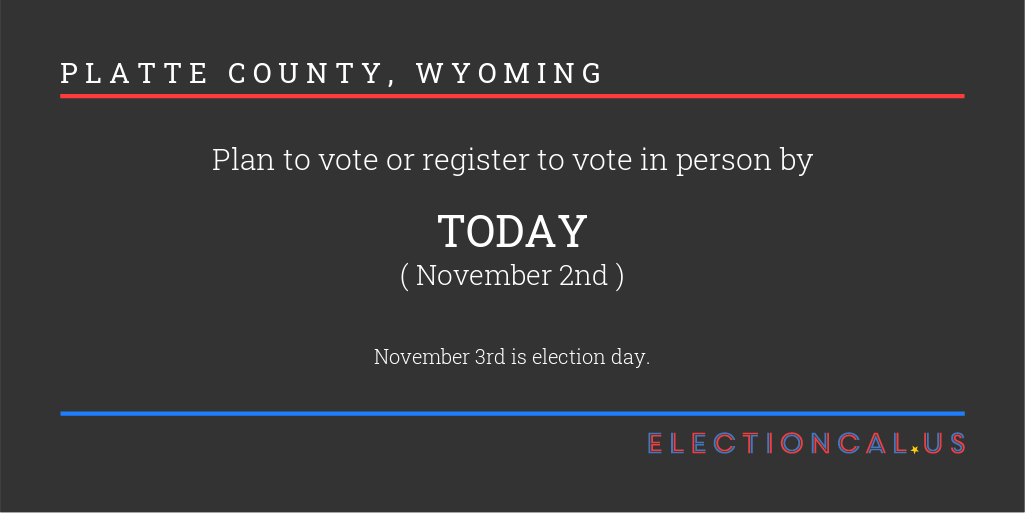 PLATTE COUNTY, WYOMING
Plan to vote or register to vote in person by
TODAY
( November 2nd )
November 3rd is election day.
ELECTIONCAL.US